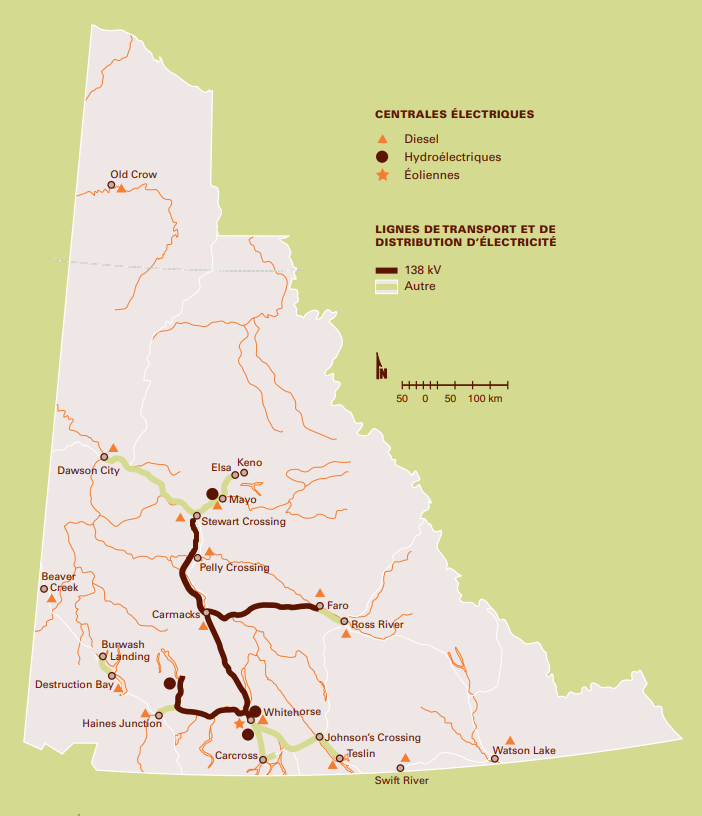 CENTRALES ÉLECTRIQUES
Diesel
Hydroélectriques
Éoliennes
LIGNES DE TRANSPORT ET DE
DISTRIBUTION D'ÉLECTRICITÉ
138 kV
Autre
N
50 0 50 100 km
Old Crow
Dawson City
Elsa
Keno
Mayo
Stewart Crossing
Pelly Crossing
Beaver
Creek
Carmacks
Faro
Ross River
Burwash
Landing
Destruction Bay
Haines Junction
Whitehorse
Johnson's Crossing
Carcross
Teslin
Watson Lake
Swift River